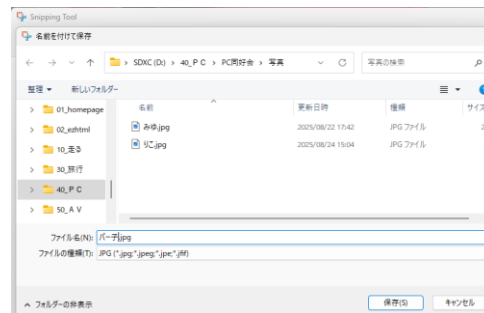 Snipping Tool
名前を付けて保存
SDXC (D:) > 40_P C > PC同好会 > 写真
写真の検索
整理 新しいフォルダー
名前 更新日時 種類 サイズ
01_homepage
02_ezhtml
10_走る
30_旅行
40_P C
50_A V
みゆ.jpg 2025/08/22 17:42 JPG ファイル 2
りこ.jpg 2025/08/24 15:04 JPG ファイル
ファイル名(N): バーチ.jpg
ファイルの種類(T): JPG (*.jpg;*.jpeg;*.jpe;*.jfif)
フォルダーの非表示 保存(S) キャンセル